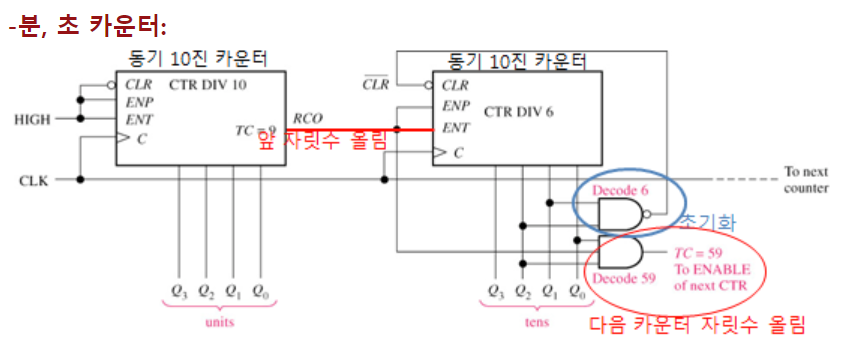 -분, 초 카운터:
동기 10진 카운터
동기 10진 카운터
CLR CTR DIV 10
ENP
ENT
C
HIGH
TC = 9
RCO
앞 자릿수 올림
CLR
CLR
ENP
ENT
C
CTR DIV 6
CLK
To next
counter
Decode 6
초기화
TC = 59
To ENABLE
of next CTR
Decode 59
Q3 Q2 Q1 Q0
units
Q3 Q2 Q1 Q0
tens
다음 카운터 자릿수 올림